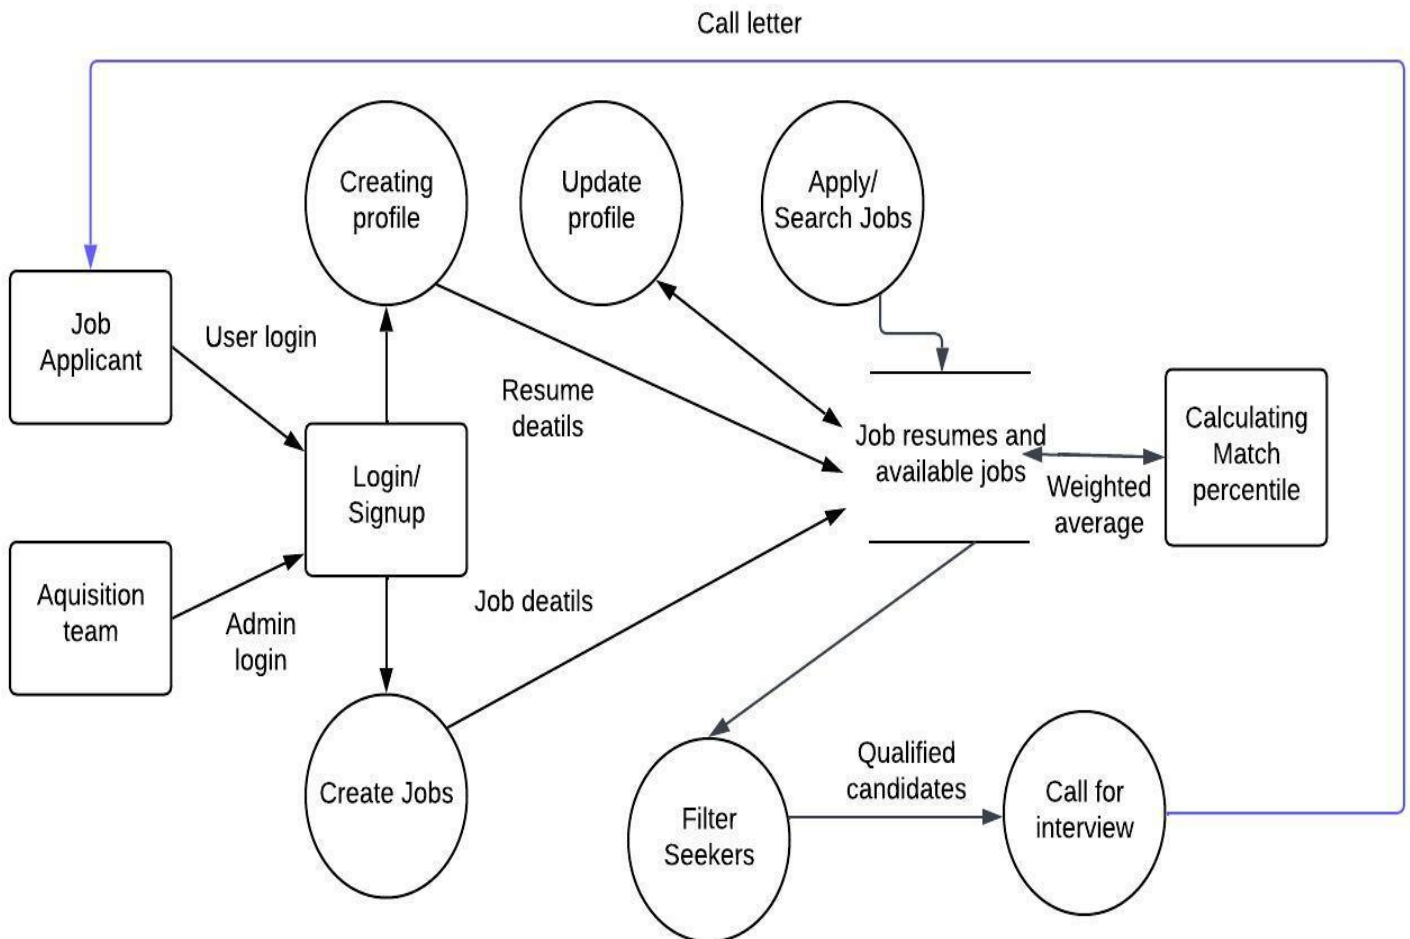 Call letter
Creating
profile
Update
profile
Apply/
Search Jobs
Job
Applicant
User login
Resume
deatils
Login/
Signup
Job resumes and
available jobs
Weighted
average
Calculating
Match
percentile
Aquisition
team
Admin
login
Job deatils
Create Jobs
Filter
Seekers
Qualified
candidates
Call for
interview